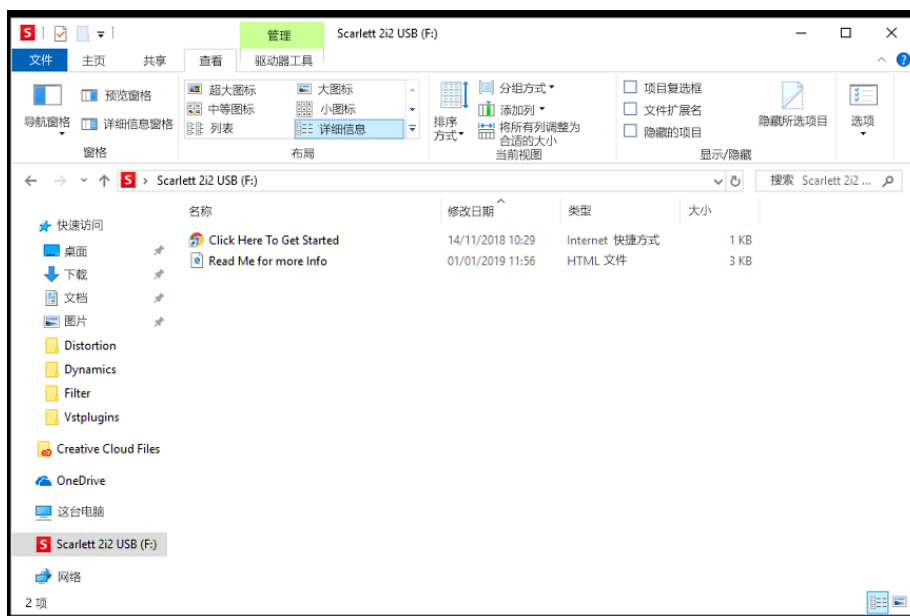 S 管理 Scarlett 2i2 USB (F:)
文件 主页 共享 查看 驱动器工具
导航窗格 预览窗格 详细信息窗格
窗格
超大图标 大图标
中等图标 小图标
列表 详细信息
布局
排序方式 分组方式
添加列
将所有列调整为
合适的大小
当前视图
项目复选框
文件扩展名
隐藏的项目
隐藏所选项目
显示/隐藏
选项
S › Scarlett 2i2 USB (F:) 搜索 Scarlett 2i2 ...
名称 修改日期 类型 大小
Click Here To Get Started 14/11/2018 10:29 Internet 快捷方式 1 KB
Read Me for more Info 01/01/2019 11:56 HTML 文件 3 KB
快速访问
桌面
下载
文档
图片
Distortion
Dynamics
Filter
Vstplugins
Creative Cloud Files
OneDrive
这台电脑
S Scarlett 2i2 USB (F:)
网络
2 项